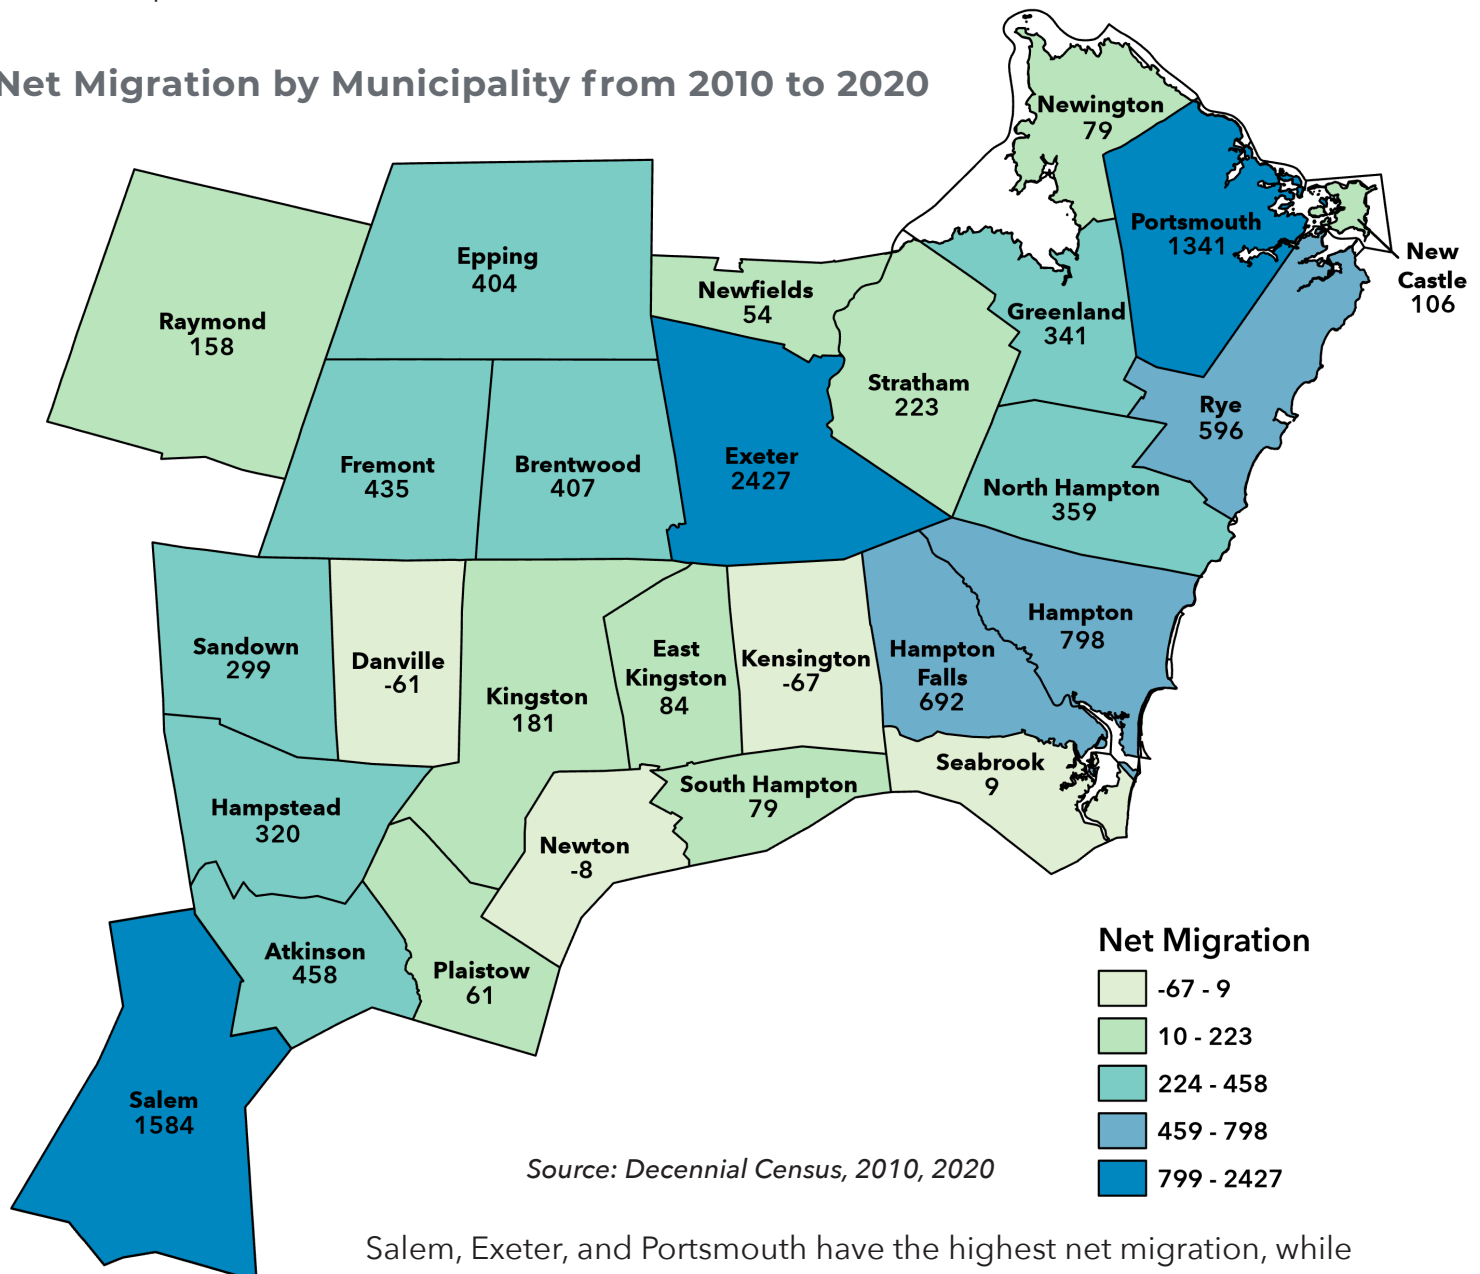 Net Migration by Municipality from 2010 to 2020
Newington
79
Portsmouth
1341
New
Castle
106
Epping
404
Newfields
54
Raymond
158
Greenland
341
Stratham
223
Rye
596
Fremont
435
Brentwood
407
Exeter
2427
North Hampton
359
Sandown
299
Danville
-61
Kingston
181
East
Kingston
84
Kensington
-67
Hampton
Falls
692
Hampton
798
Seabrook
9
South Hampton
79
Hampstead
320
Newton
-8
Atkinson
458
Plaistow
61
Salem
1584
Net Migration
-67 - 9
10 - 223
224 - 458
459 - 798
799 - 2427
Source: Decennial Census, 2010, 2020
Salem, Exeter, and Portsmouth have the highest net migration, while